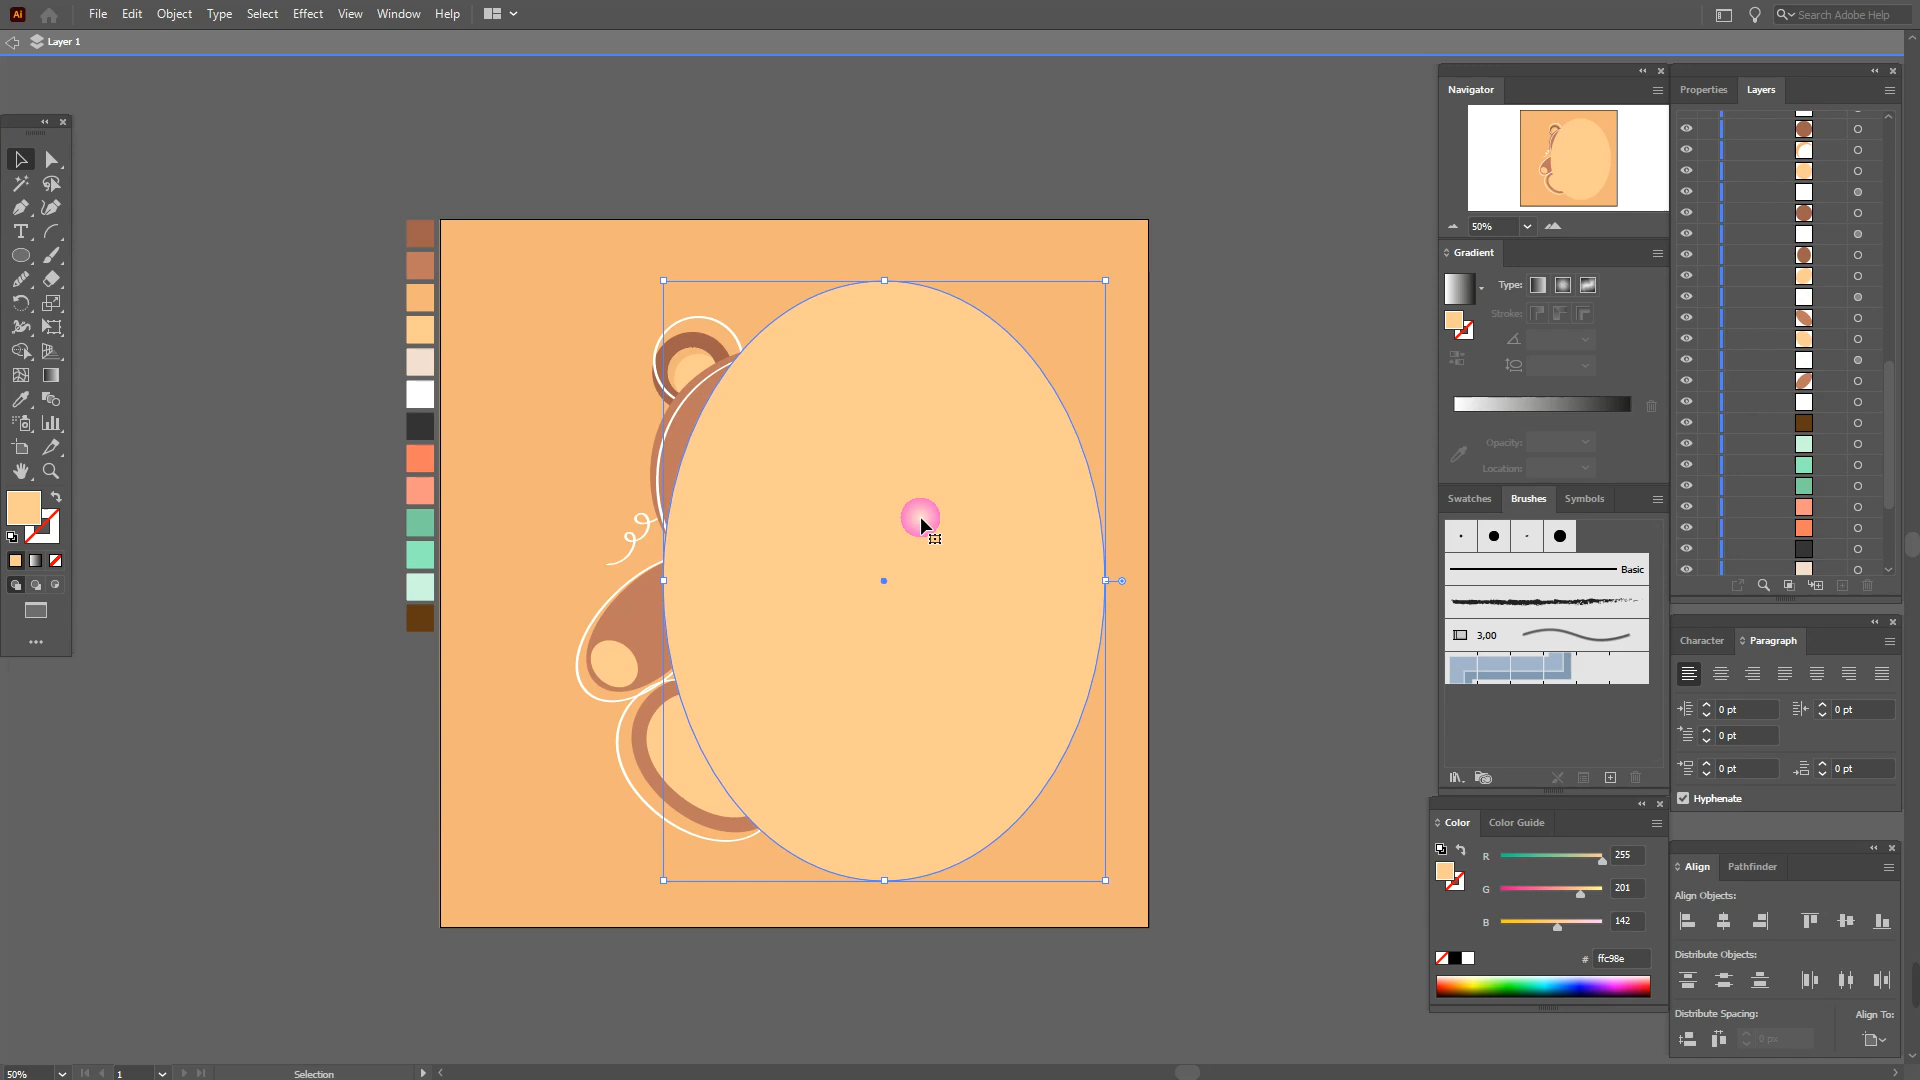 Ai File Edit Object Type Select Effect View Window Help Search Adobe Help
Layer 1
Navigator
Properties Layers
50%
Gradient
Type:
Stroke:
Opacity:
Location:
Swatches Brushes Symbols
Basic
3,00
Character Paragraph
0 pt 0 pt
0 pt
0 pt 0 pt
Hyphenate
Color Color Guide
R 255
G 201
B 142
# ffc98e
Align Pathfinder
Align Objects:
Distribute Objects:
Distribute Spacing: Align To:
0 px
50% 1 Selection